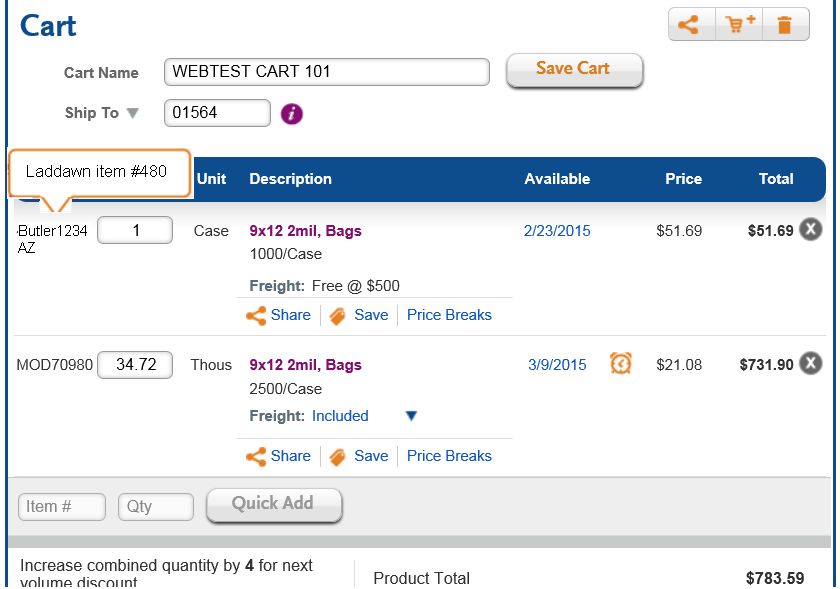 Cart
Cart Name WEBTEST CART 101 Save Cart
Ship To 01564 i
Laddawn item #480 Unit Description Available Price Total
Butler1234 1 Case 9x12 2mil, Bags 2/23/2015 $51.69 $51.69 X
AZ 1000/Case
Freight: Free @ $500
Share Save Price Breaks
MOD70980 34.72 Thous 9x12 2mil, Bags 3/9/2015 $21.08 $731.90 X
2500/Case
Freight: Included
Share Save Price Breaks
Item # Qty Quick Add
Increase combined quantity by 4 for next
volume discount
Product Total $783.59